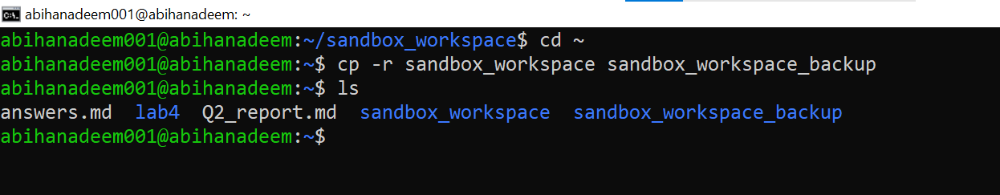 abihanadeem001@abihanadeem: ~
abihanadeem001@abihanadeem:~/sandbox_workspace$ cd ~
abihanadeem001@abihanadeem:~$ cp -r sandbox_workspace sandbox_workspace_backup
abihanadeem001@abihanadeem:~$ ls
answers.md  lab4  Q2_report.md  sandbox_workspace  sandbox_workspace_backup
abihanadeem001@abihanadeem:~$